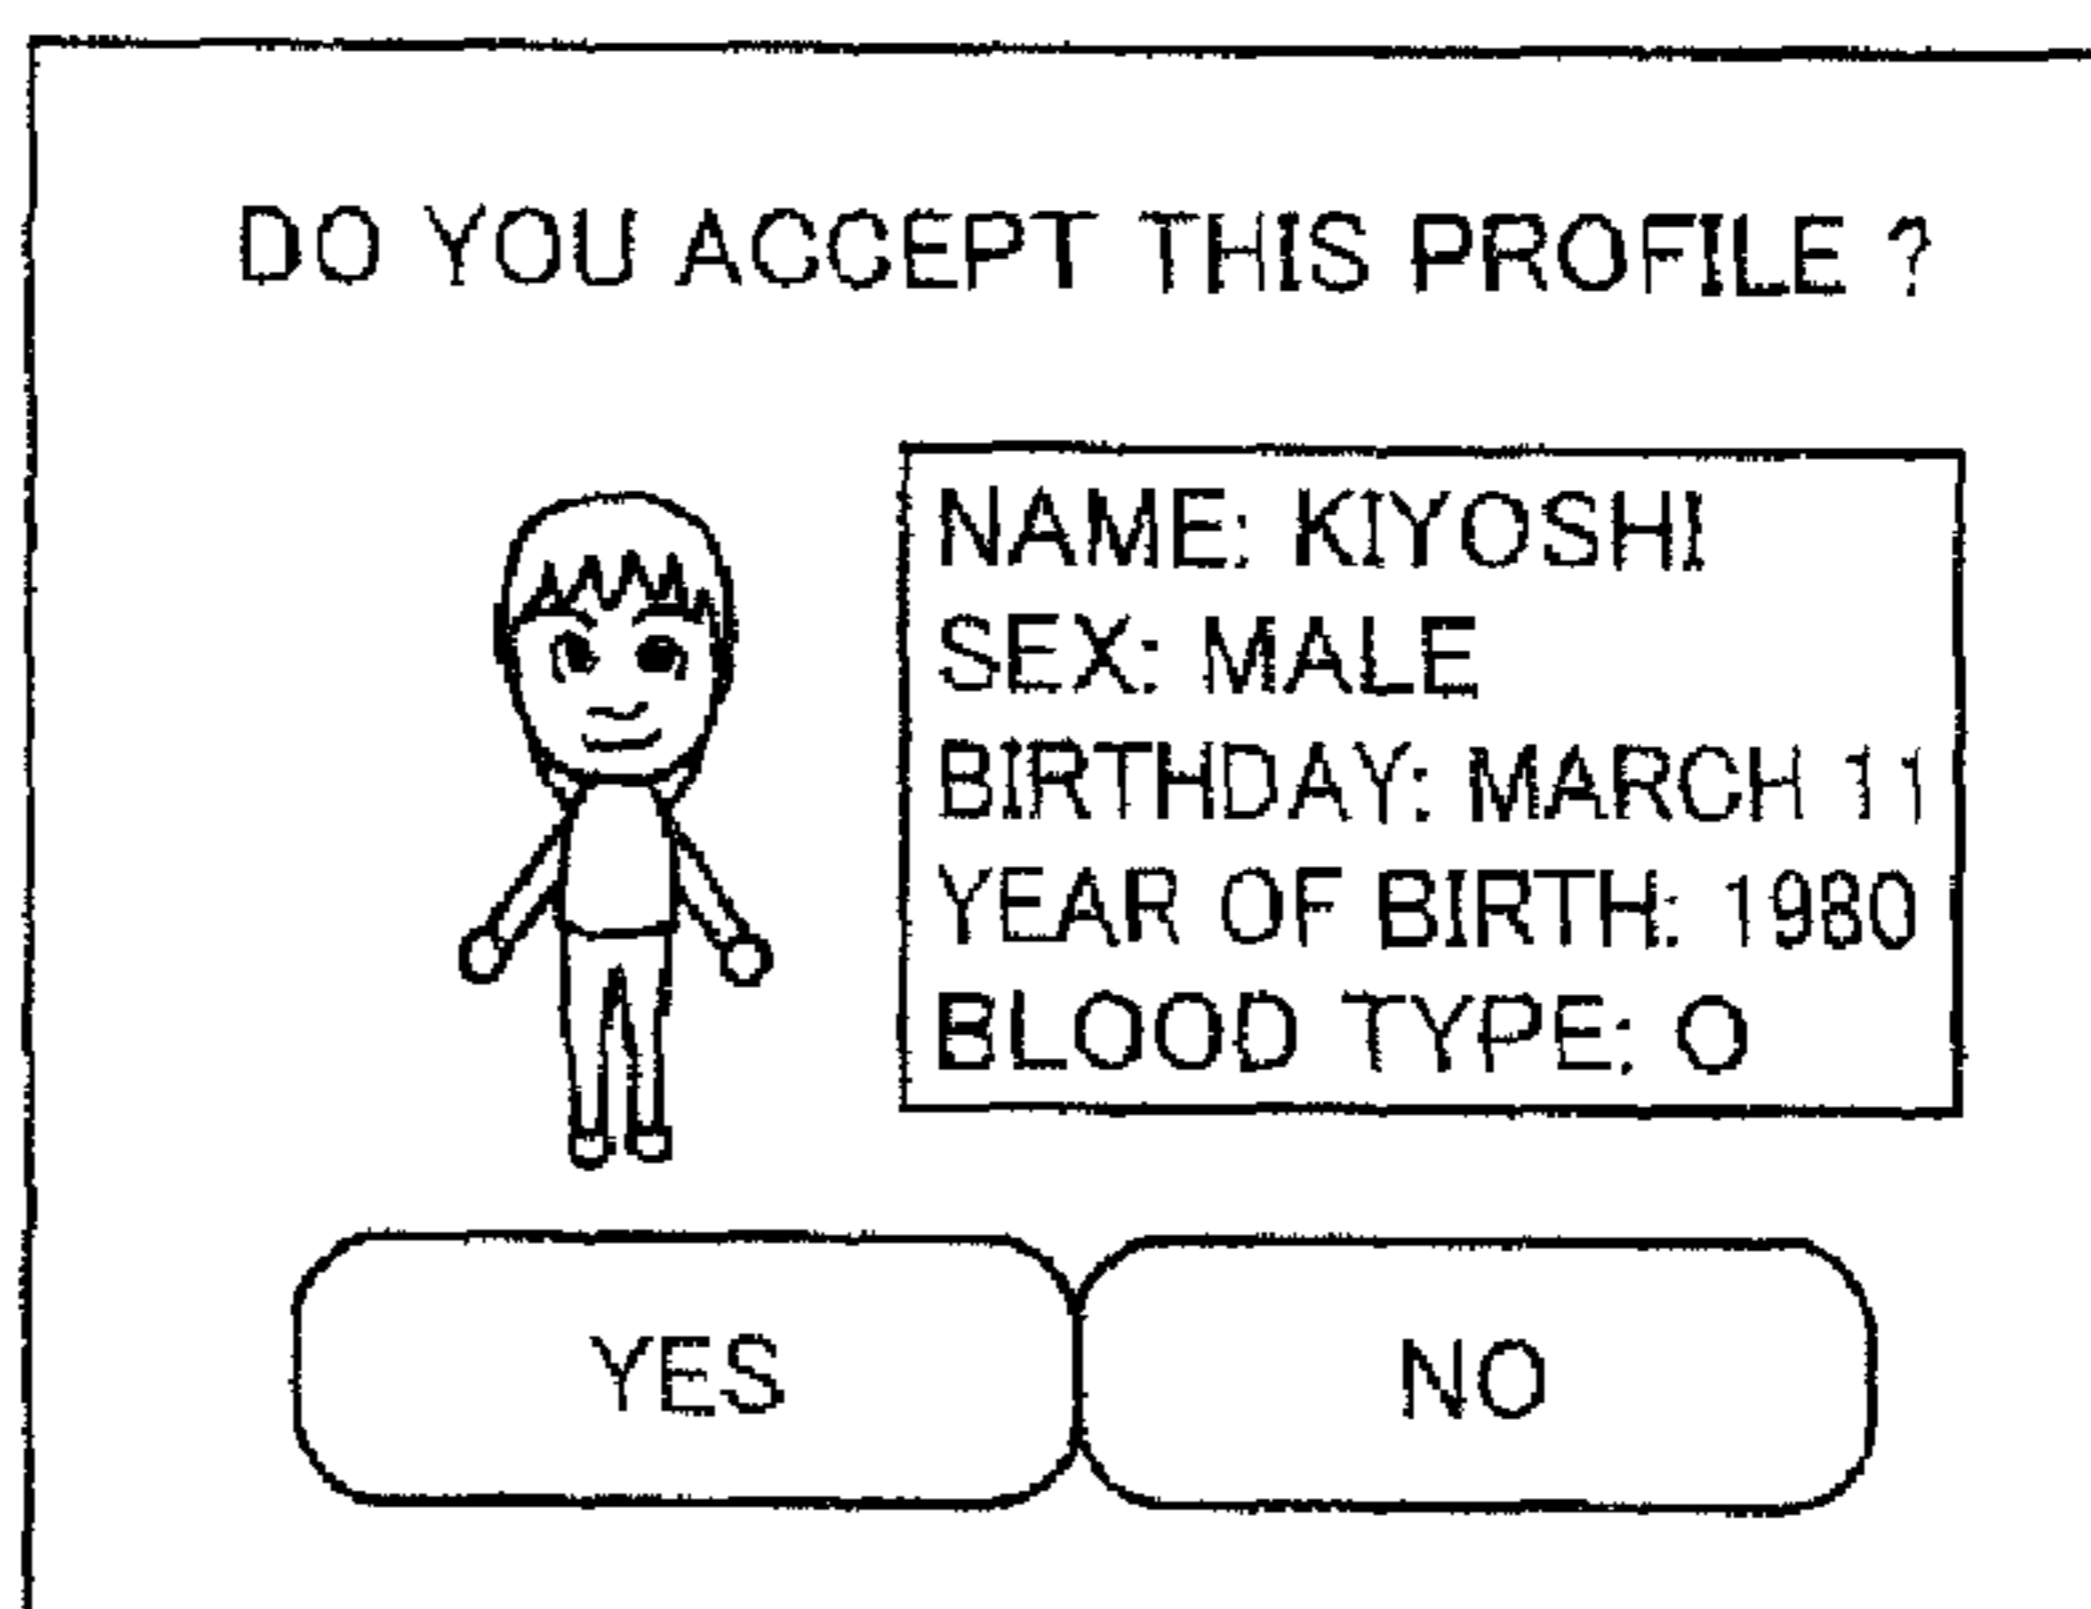 DO YOU ACCEPT THIS PROFILE ?
NAME: KIYOSHI
SEX: MALE
BIRTHDAY: MARCH 11
YEAR OF BIRTH: 1980
BLOOD TYPE: O
YES
NO